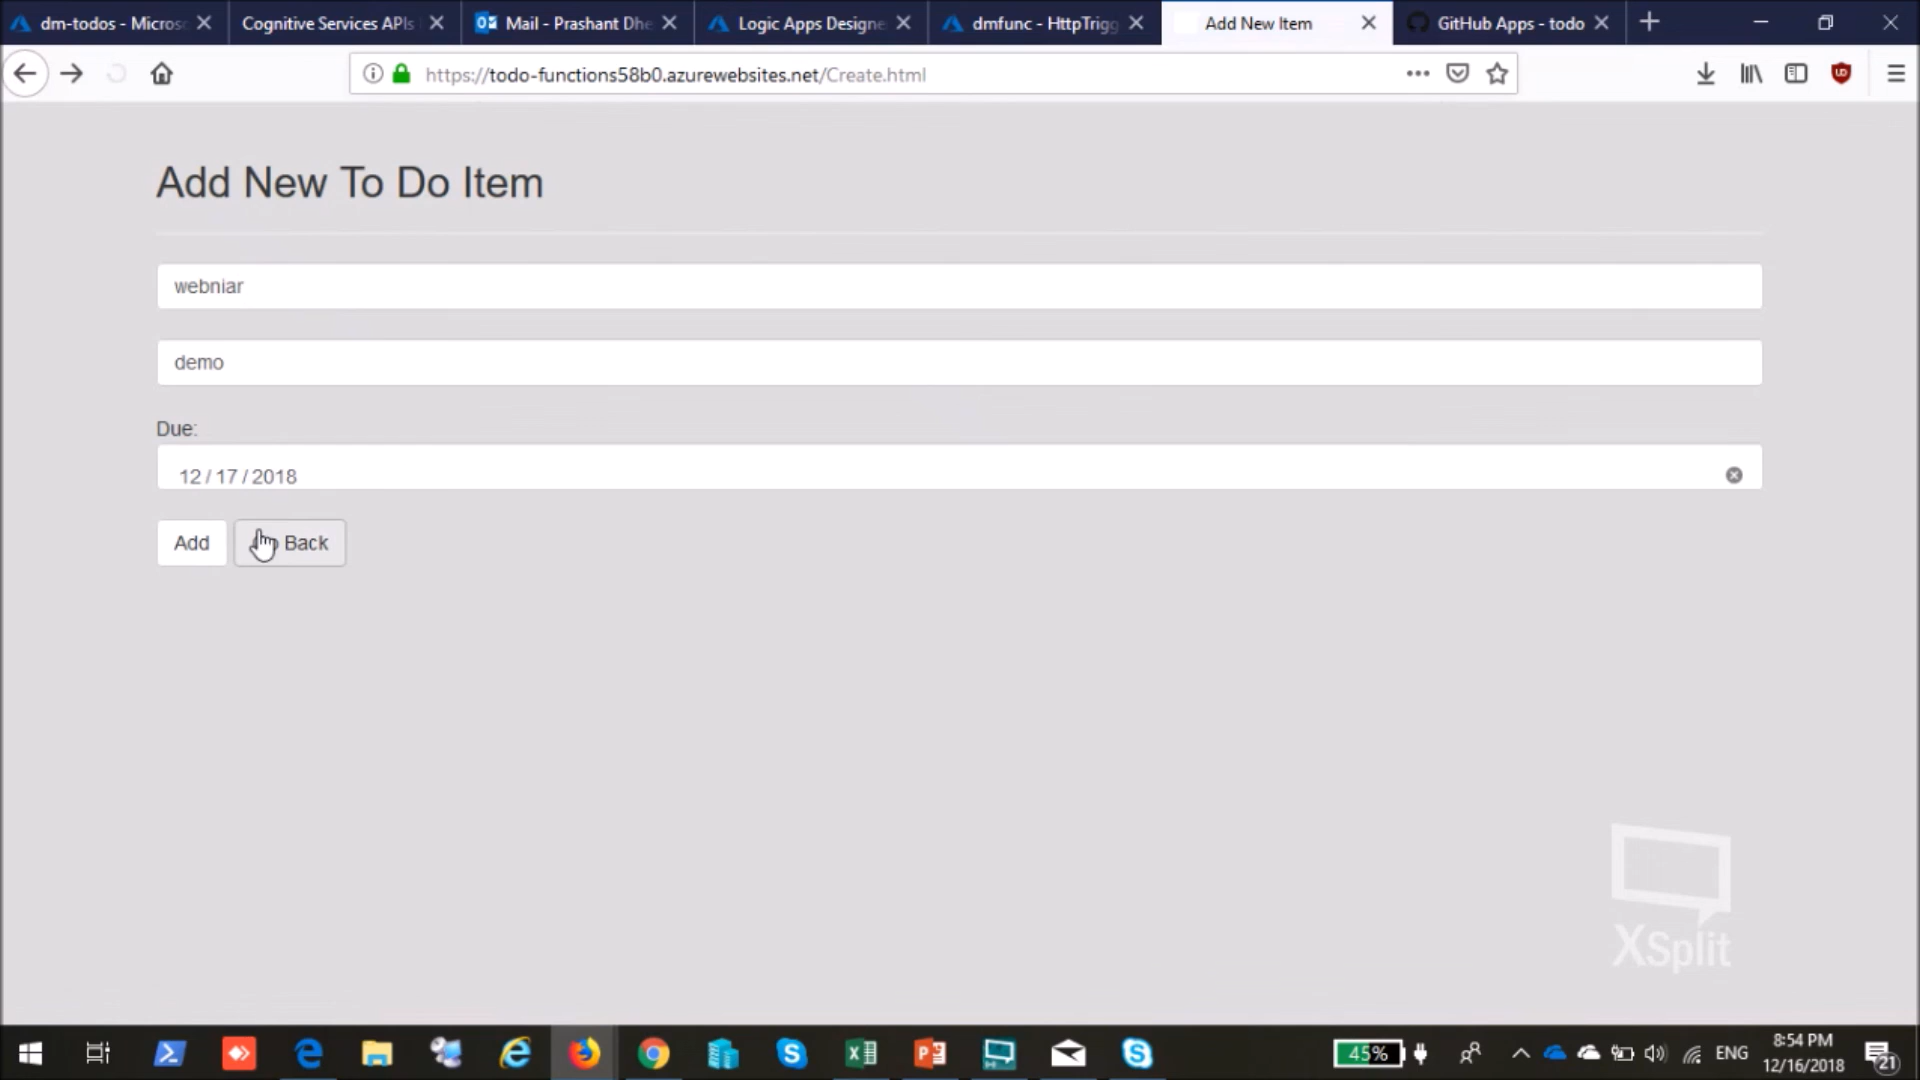 dm-todos - Micros
Cognitive Services APIs
Mail - Prashant Dhe
Logic Apps Designe
dmfunc - HttpTrigg
Add New Item
GitHub Apps - todo
https://todo-functions58b0.azurewebsites.net/Create.html
Add New To Do Item
webniar
demo
Due:
12 / 17 / 2018
Add
Back
XSplit
45%
ENG
8:54 PM
12/16/2018
21